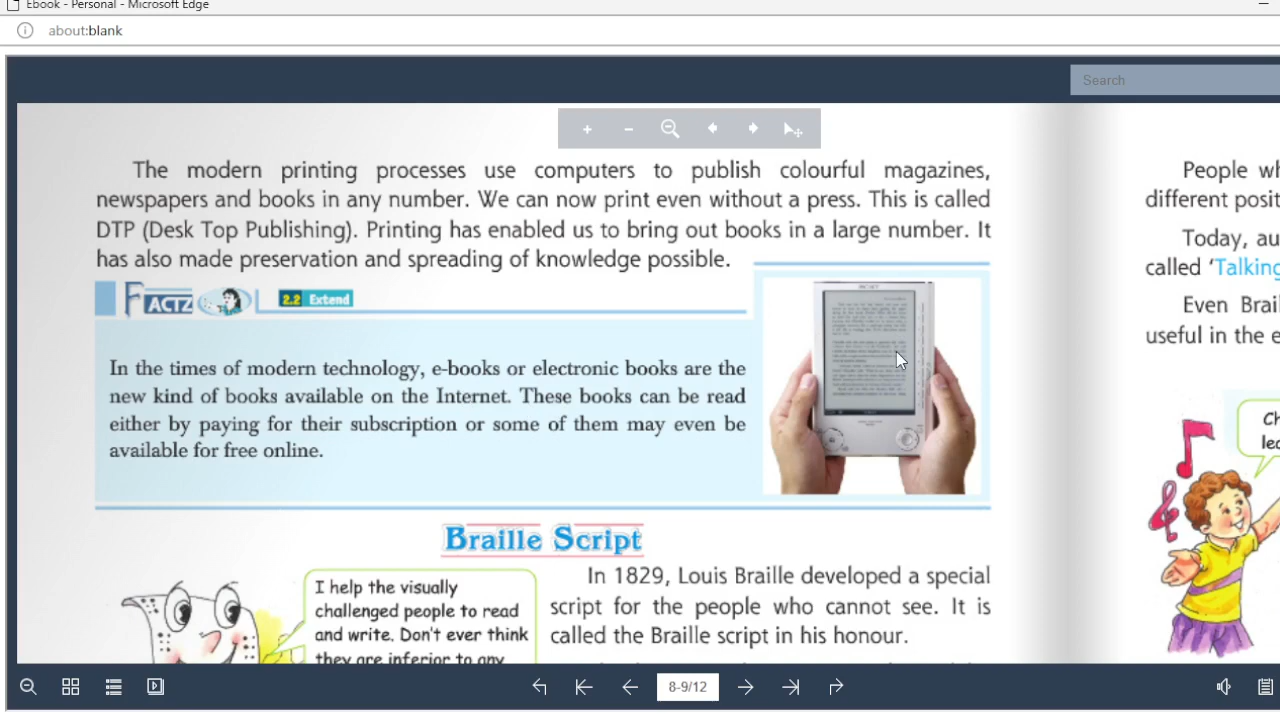 Ebook - Personal - Microsoft Edge
about:blank
Search
The modern printing processes use computers to publish colourful magazines,
newspapers and books in any number. We can now print even without a press. This is called
DTP (Desk Top Publishing). Printing has enabled us to bring out books in a large number. It
has also made preservation and spreading of knowledge possible.
FACTZ
2.2 Extend
In the times of modern technology, e-books or electronic books are the
new kind of books available on the Internet. These books can be read
either by paying for their subscription or some of them may even be
available for free online.
Braille Script
I help the visually
challenged people to read
and write. Don't ever think
they are inferior to any
In 1829, Louis Braille developed a special
script for the people who cannot see. It is
called the Braille script in his honour.
People
different
Today,
called 'Talking
Even
useful in the
8-9/12